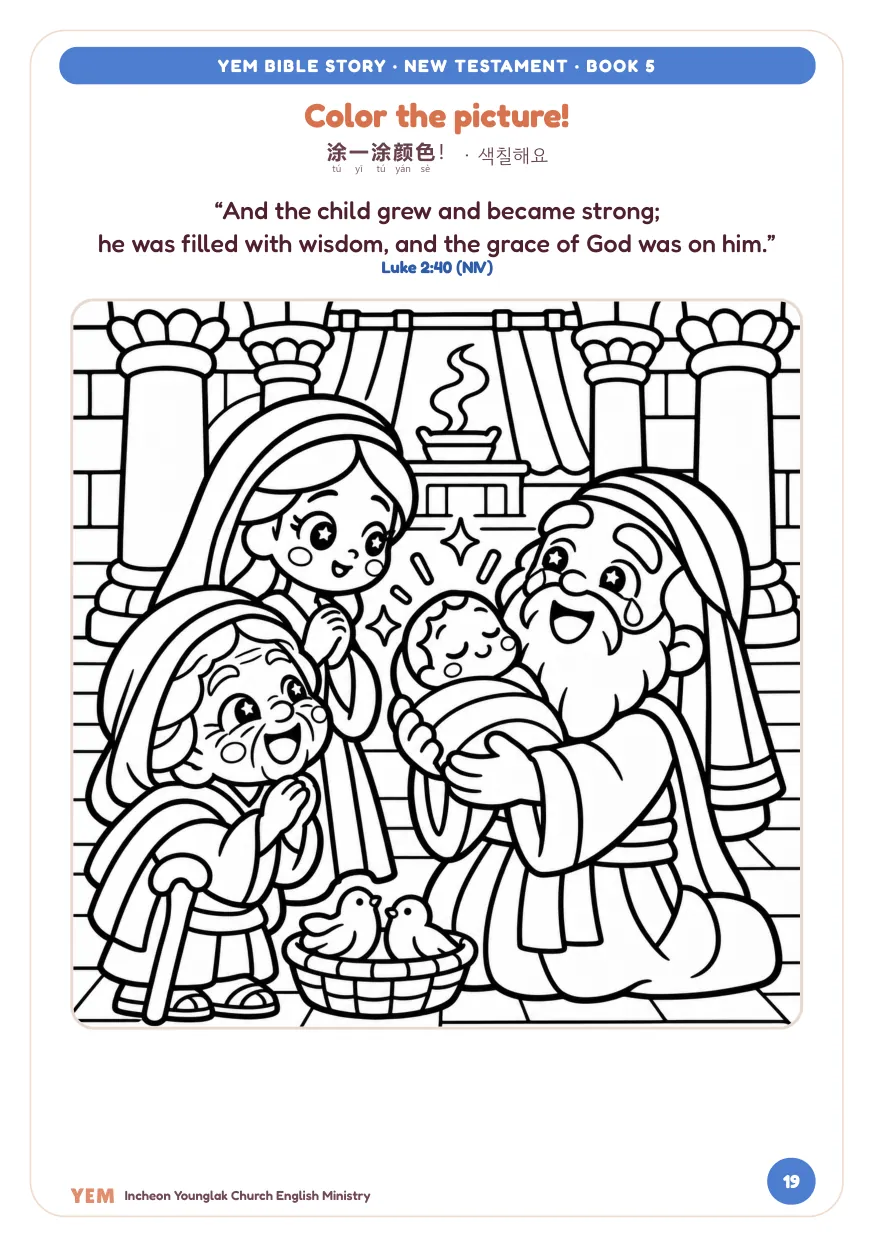 YEM BIBLE STORY · NEW TESTAMENT · BOOK 5
Color the picture!
涂一涂颜色! · 색칠해요
tú yī tú yán sè
“And the child grew and became strong;
he was filled with wisdom, and the grace of God was on him.”
Luke 2:40 (NIV)
YEM Incheon Younglak Church English Ministry
19